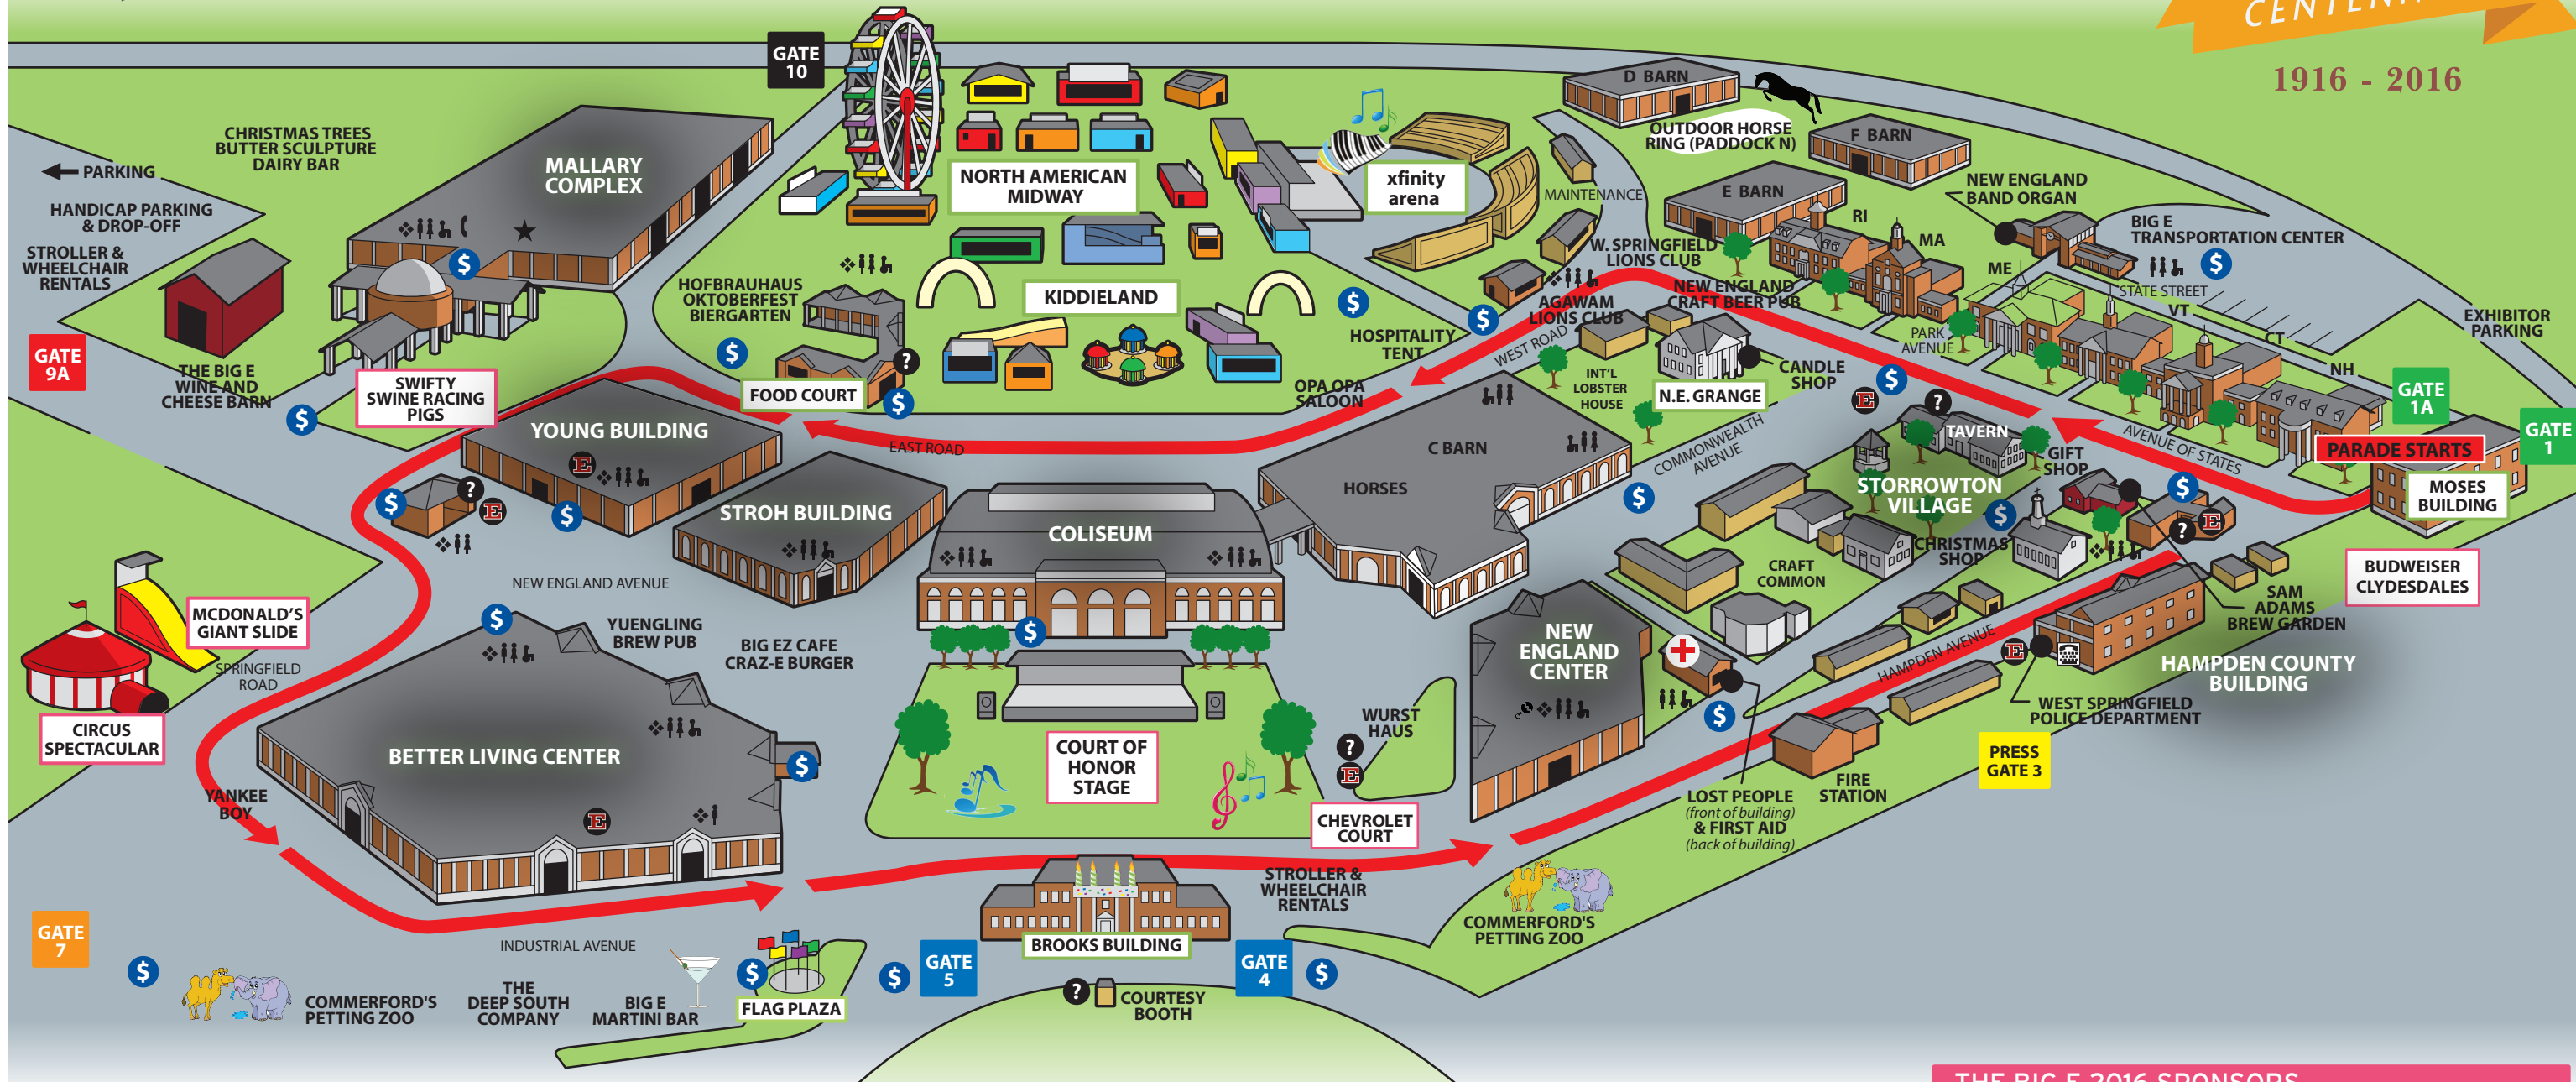 1916 - 2016
GATE
10
D BARN
OUTDOOR HORSE
RING (PADDOCK N)
F BARN
E BARN
MAINTENANCE
NEW ENGLAND
BAND ORGAN
BIG E
TRANSPORTATION CENTER
STATE STREET
RI
MA
ME
VT
CT
NH
EXHIBITOR
PARKING
CHRISTMAS TREES
BUTTER SCULPTURE
DAIRY BAR
MALLARY
COMPLEX
PARKING
HANDICAP PARKING
& DROP-OFF
STROLLER &
WHEELCHAIR
RENTALS
GATE
9A
THE BIG E
WINE AND
CHEESE BARN
SWIFTY
SWINE RACING
PIGS
NORTH AMERICAN
MIDWAY
xfinity
arena
KIDDIELAND
HOFBRAUHAUS
OKTOBERFEST
BIERGARTEN
FOOD COURT
?
W. SPRINGFIELD
LIONS CLUB
AGAWAM
LIONS CLUB
NEW ENGLAND
CRAFT BEER PUB
HOSPITALITY
TENT
WEST ROAD
OPA OPA
SALOON
INT'L
LOBSTER
HOUSE
N.E. GRANGE
CANDLE
SHOP
PARK
AVENUE
GATE
1A
GATE
1
PARADE STARTS
MOSES
BUILDING
AVENUE OF STATES
COMMONWEALTH
AVENUE
E
?
TAVERN
GIFT
SHOP
STORROWTON
VILLAGE
CHRISTMAS
SHOP
CRAFT
COMMON
?
E
BUDWEISER
CLYDESDALES
SAM
ADAMS
BREW GARDEN
HAMPDEN COUNTY
BUILDING
E
WEST SPRINGFIELD
POLICE DEPARTMENT
HAMPDEN AVENUE
PRESS
GATE 3
FIRE
STATION
YOUNG BUILDING
E
?
E
STROH BUILDING
EAST ROAD
COLISEUM
C BARN
HORSES
NEW ENGLAND AVENUE
MCDONALD'S
GIANT SLIDE
SPRINGFIELD
ROAD
CIRCUS
SPECTACULAR
YUENGLING
BREW PUB
BIG EZ CAFE
CRAZ-E BURGER
BETTER LIVING CENTER
E
YANKEE
BOY
COURT OF
HONOR
STAGE
WURST
HAUS
?
E
CHEVROLET
COURT
NEW
ENGLAND
CENTER
LOST PEOPLE
(front of building)
& FIRST AID
(back of building)
STROLLER &
WHEELCHAIR
RENTALS
COMMERFORD'S
PETTING ZOO
BROOKS BUILDING
GATE
7
INDUSTRIAL AVENUE
COMMERFORD'S
PETTING ZOO
THE
DEEP SOUTH
COMPANY
BIG E
MARTINI BAR
FLAG PLAZA
GATE
5
GATE
4
?
COURTESY
BOOTH
THE BIG E 2016 SPONSORS